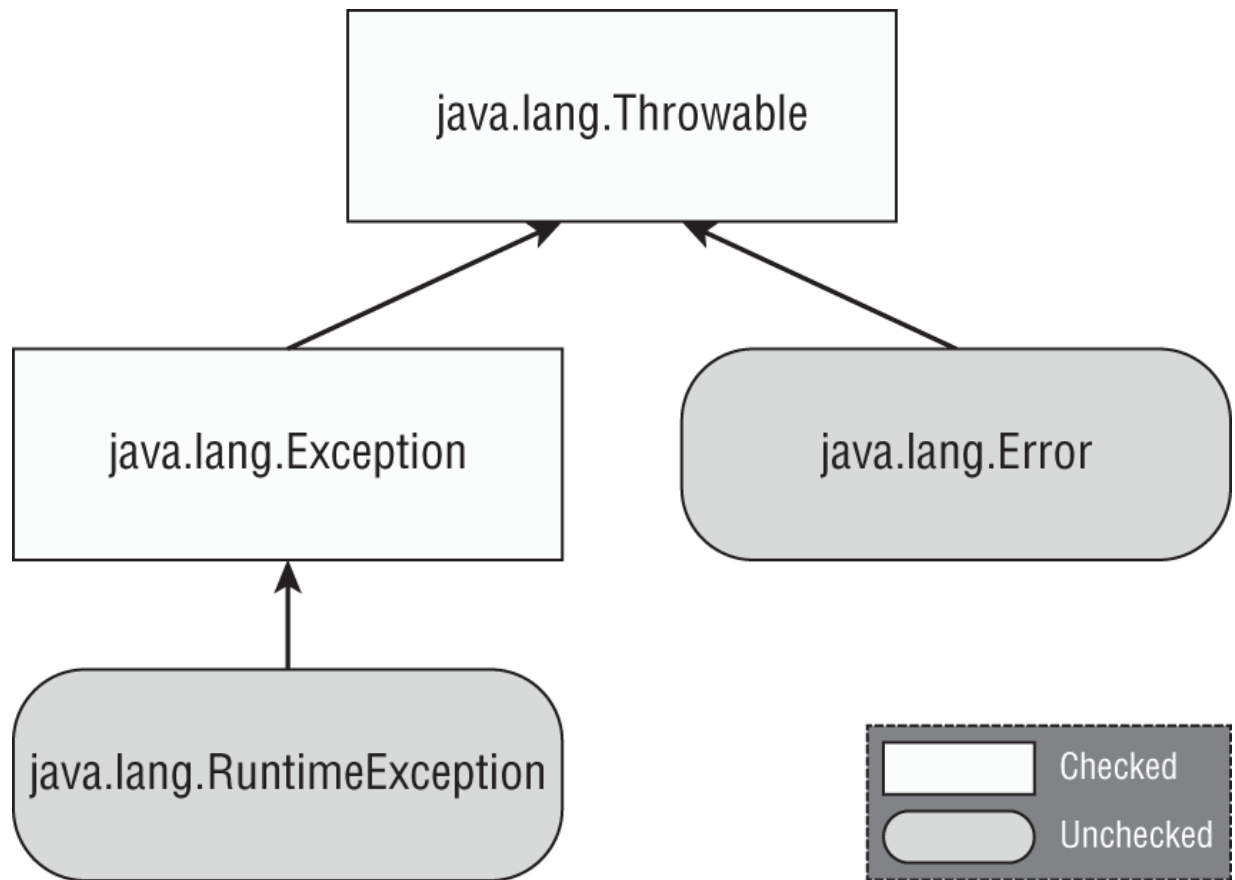 java.lang.Throwable
java.lang.Exception
java.lang.Error
java.lang.RuntimeException
Checked
Unchecked